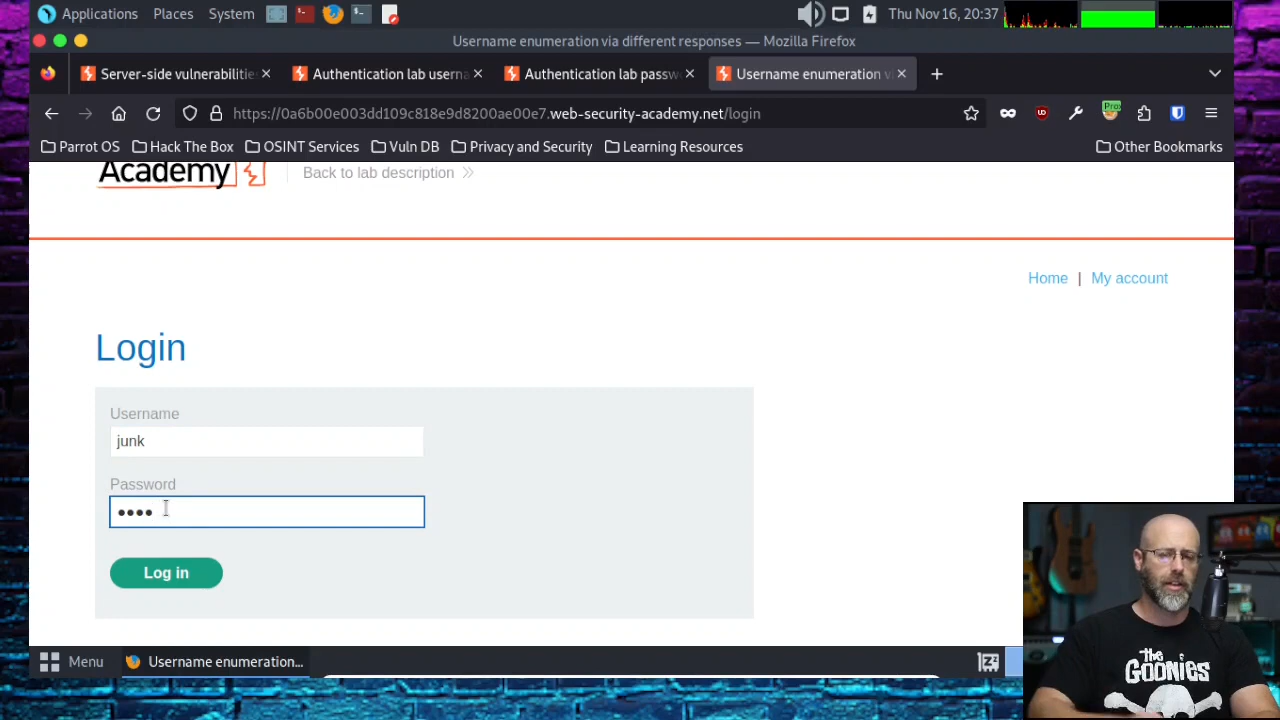 Applications Places System Thu Nov 16, 20:37
Username enumeration via different responses — Mozilla Firefox
Server-side vulnerabilitie Authentication lab userna Authentication lab passw Username enumeration v
https://0a6b00e003dd109c818e9d8200ae00e7.web-security-academy.net/login
Parrot OS Hack The Box OSINT Services Vuln DB Privacy and Security Learning Resources Other Bookmarks
Academy Back to lab description
Home | My account
Login
Username
junk
Password
••••
Log in
Menu Username enumeration...
the
GOONIES